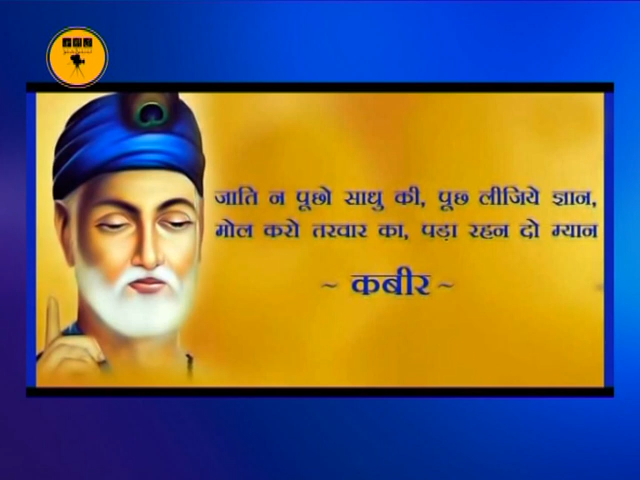 जाति न पूछो साधु की, पूछ लीजिये ज्ञान,
मोल करो तरवार का, पड़ा रहन दो म्यान
~ कबीर ~